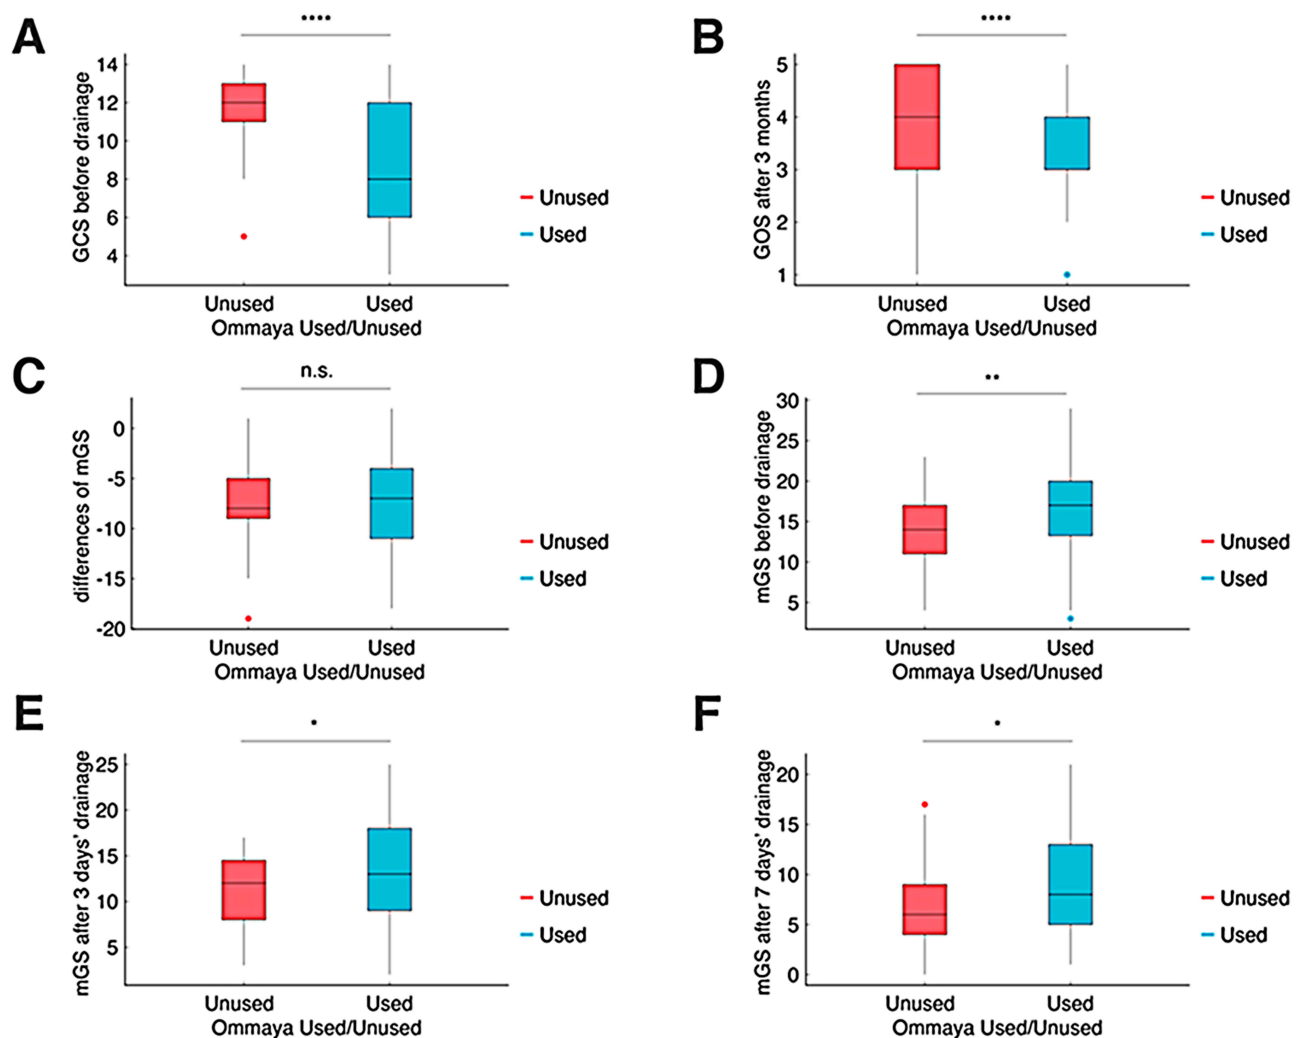 A
••••
GCS before drainage
14
12
10
8
6
4
Unused
Used
Unused
Used
Ommaya Used/Unused
B
••••
GOS after 3 months
5
4
3
2
1
Unused
Used
Unused
Used
Ommaya Used/Unused
C
n.s.
differences of mGS
0
-5
-10
-15
-20
Unused
Used
Unused
Used
Ommaya Used/Unused
D
••
mGS before drainage
30
25
20
15
10
5
Unused
Used
Unused
Used
Ommaya Used/Unused
E
•
mGS after 3 days' drainage
25
20
15
10
5
Unused
Used
Unused
Used
Ommaya Used/Unused
F
•
mGS after 7 days' drainage
20
15
10
5
0
Unused
Used
Unused
Used
Ommaya Used/Unused